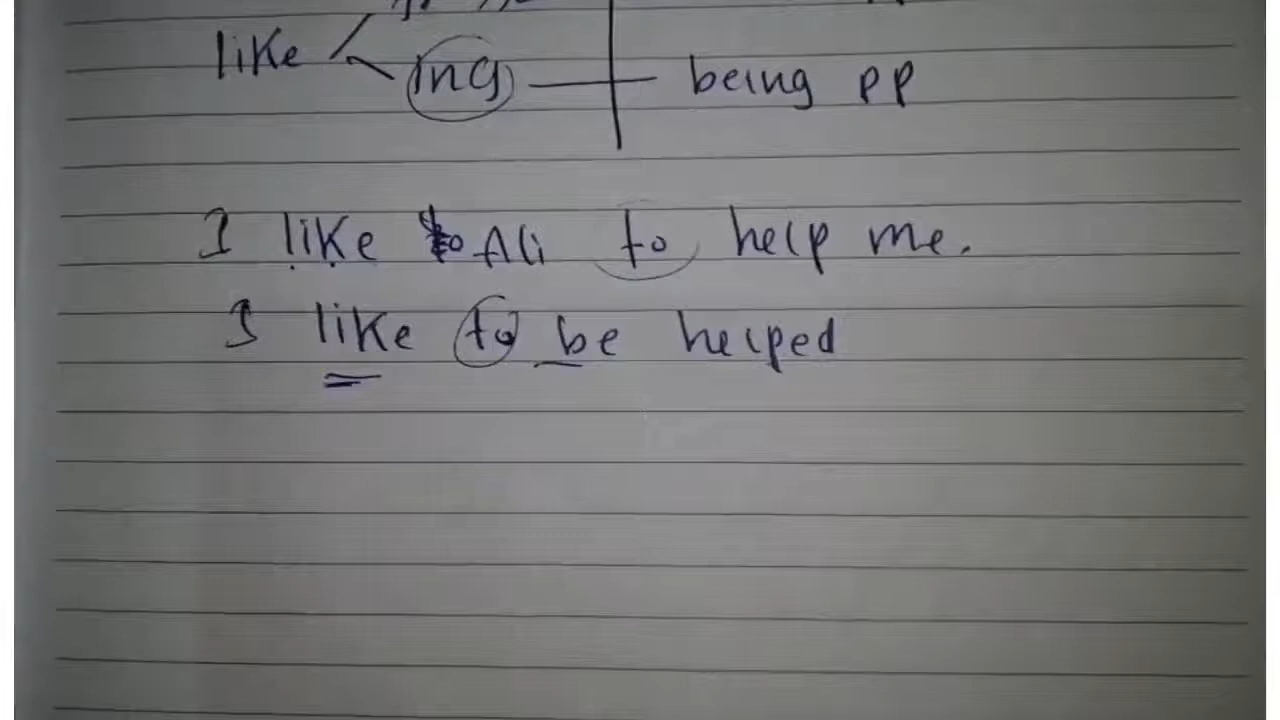 like < ing — being pp
I like Ali to help me.
I like to be helped